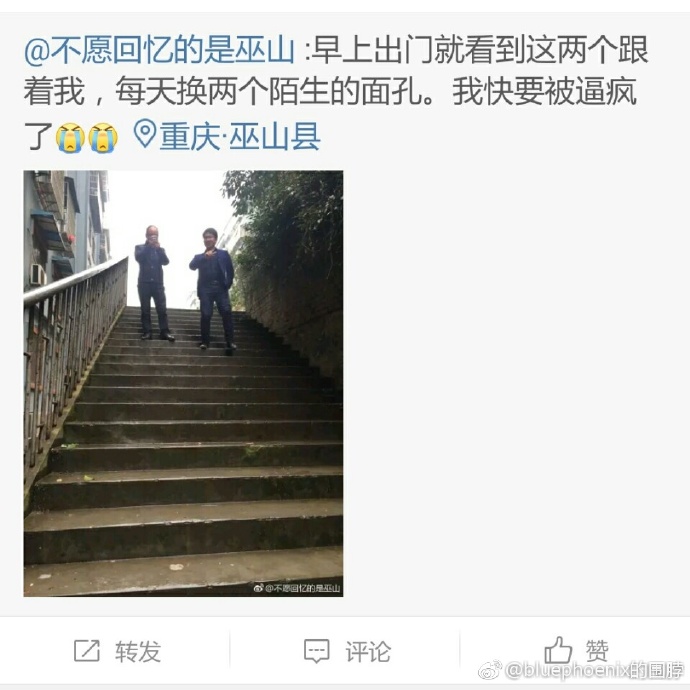 @不愿回忆的是巫山 :早上出门就看到这两个跟
着我，每天换两个陌生的面孔。我快要被逼疯
了😭😭 重庆·巫山县
@不愿回忆的是巫山
转发 评论 赞
@bluephoenix的围脖